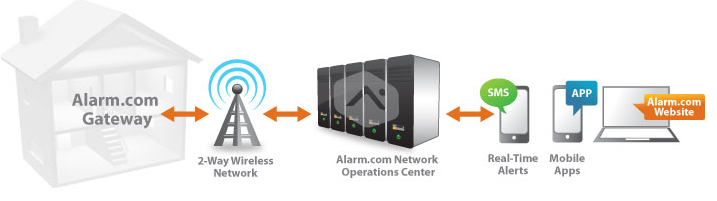 Alarm.com
Gateway
2-Way Wireless
Network
Alarm.com Network
Operations Center
SMS
Real-Time
Alerts
APP
Mobile
Apps
Alarm.com
Website